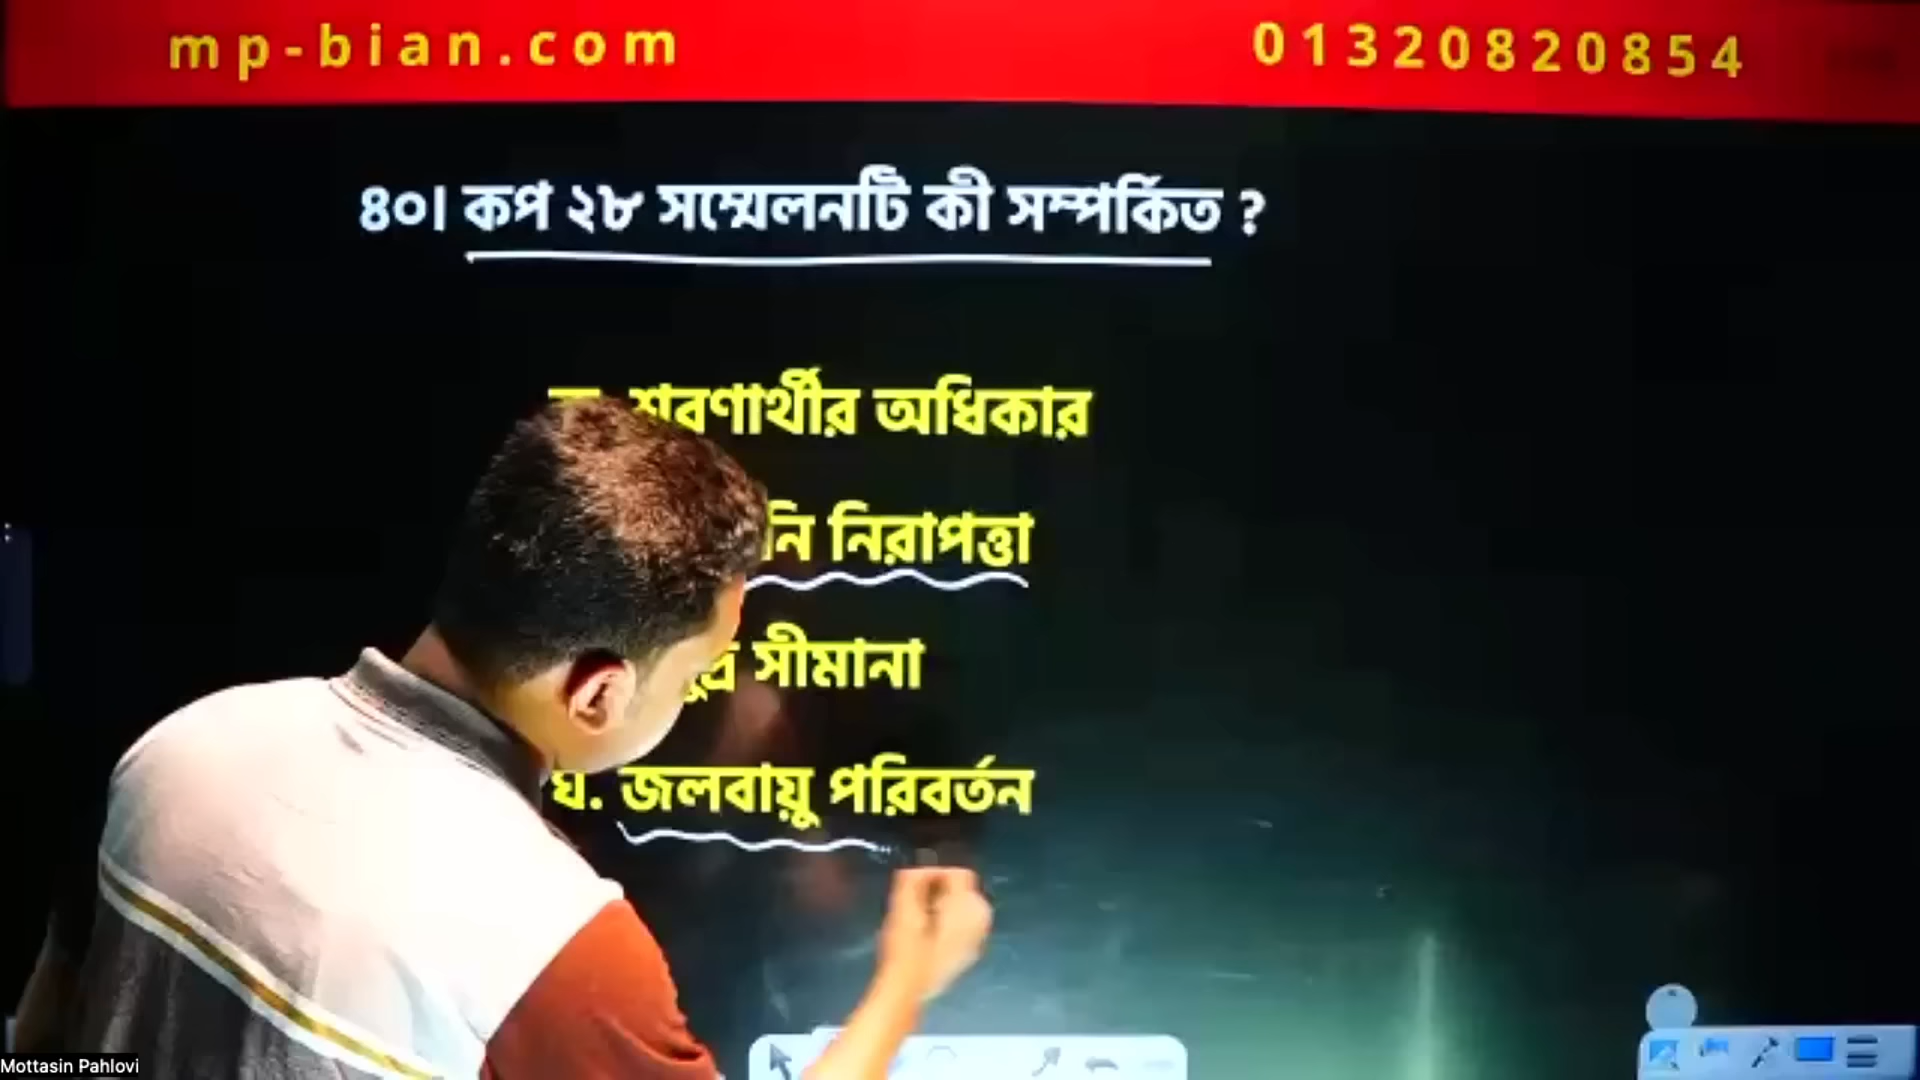 mp-bian.com 01320820854
৪০। কপ ২৮ সম্মেলনটি কী সম্পর্কিত ?
শরণার্থীর অধিকার
নিরাপত্তা
সীমানা
ঘ. জলবায়ু পরিবর্তন
Mottasin Pahlovi